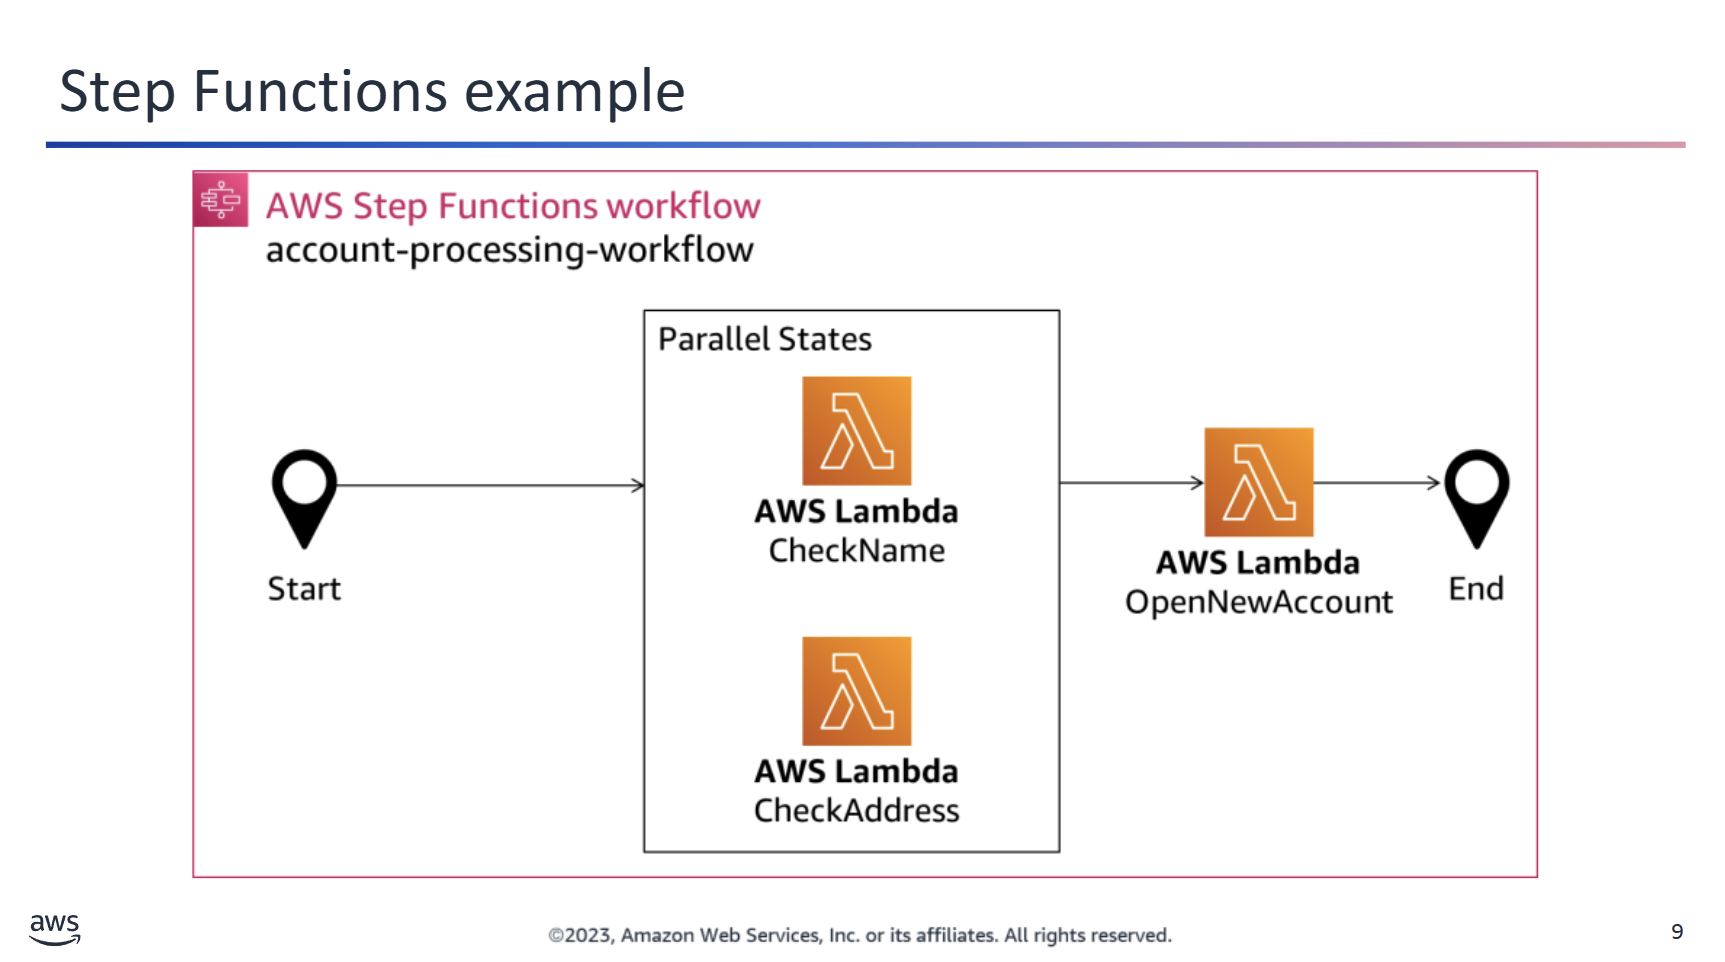 Step Functions example
AWS Step Functions workflow
account-processing-workflow
Parallel States
AWS Lambda
CheckName
AWS Lambda
CheckAddress
Start
AWS Lambda
OpenNewAccount
End
aws
©2023, Amazon Web Services, Inc. or its affiliates. All rights reserved.
9